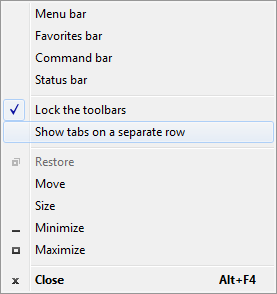 Menu bar
Favorites bar
Command bar
Status bar
Lock the toolbars
Show tabs on a separate row
Restore
Move
Size
Minimize
Maximize
Close Alt+F4